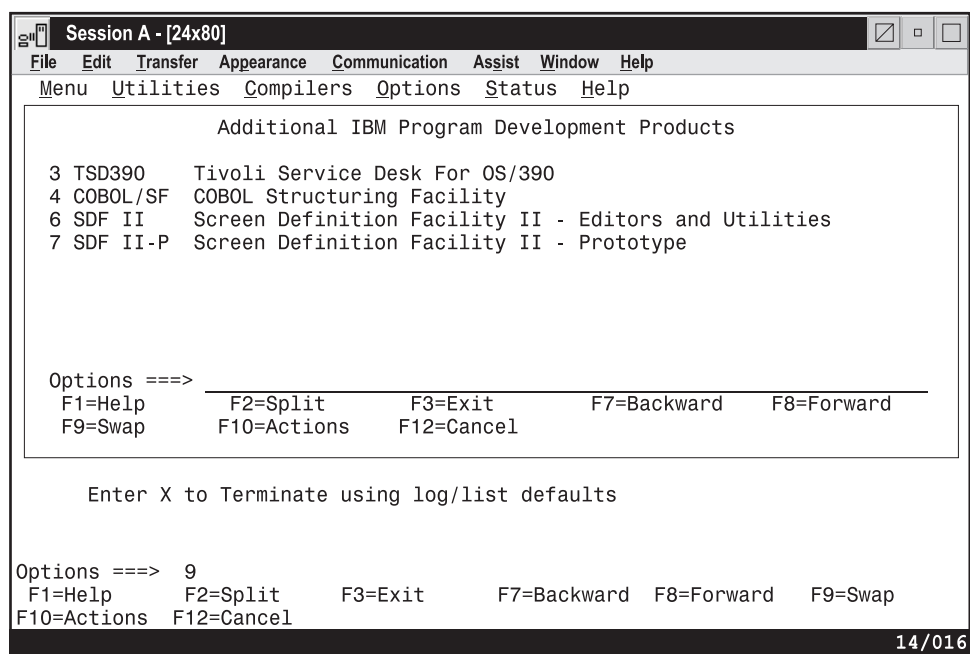 Session A - [24x80]
File Edit Transfer Appearance Communication Assist Window Help
Menu Utilities Compilers Options Status Help
Additional IBM Program Development Products
3 TSD390 Tivoli Service Desk For OS/390
4 COBOL/SF COBOL Structuring Facility
6 SDF II Screen Definition Facility II - Editors and Utilities
7 SDF II-P Screen Definition Facility II - Prototype
Options ===>
F1=Help F2=Split F3=Exit F7=Backward F8=Forward
F9=Swap F10=Actions F12=Cancel
Enter X to Terminate using log/list defaults
Options ===> 9
F1=Help F2=Split F3=Exit F7=Backward F8=Forward F9=Swap
F10=Actions F12=Cancel
14/016